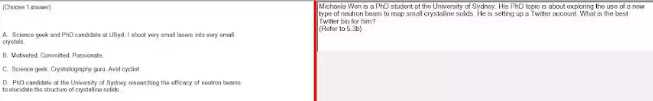 (Choose 1 answer)
A. Science geek and PhD candidate at USyd. I shoot very small lasers into very small
crystals.
B. Motivated. Committed. Passionate.
C. Science geek. Crystallography guru. Avid cyclist.
D. PhD candidate at the University of Sydney researching the efficacy of neutron beams
to elucidate the structure of crystalline solids.
Michaela Wen is a PhD student at the University of Sydney. His PhD topic is about exploring the use of a new
type of neutron beam to map small crystalline solids. He is setting up a Twitter account. What is the best
Twitter bio for him?
(Refer to 5.3b)